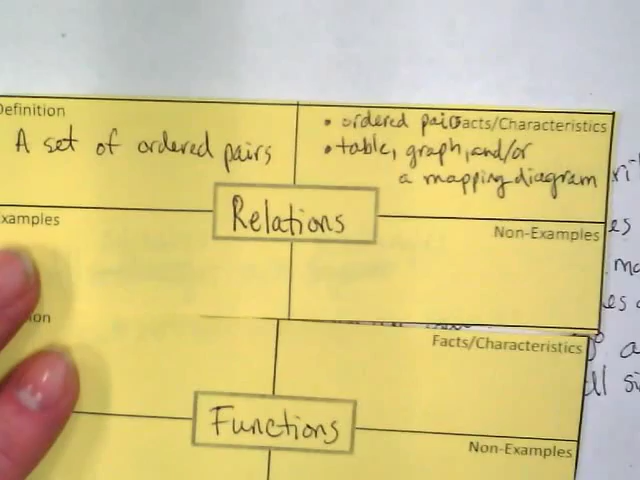 Definition
A set of ordered pairs
• ordered pairs
Facts/Characteristics
• table, graph, and/or
a mapping diagram
Relations
Examples
Non-Examples
Facts/Characteristics
Functions
Non-Examples